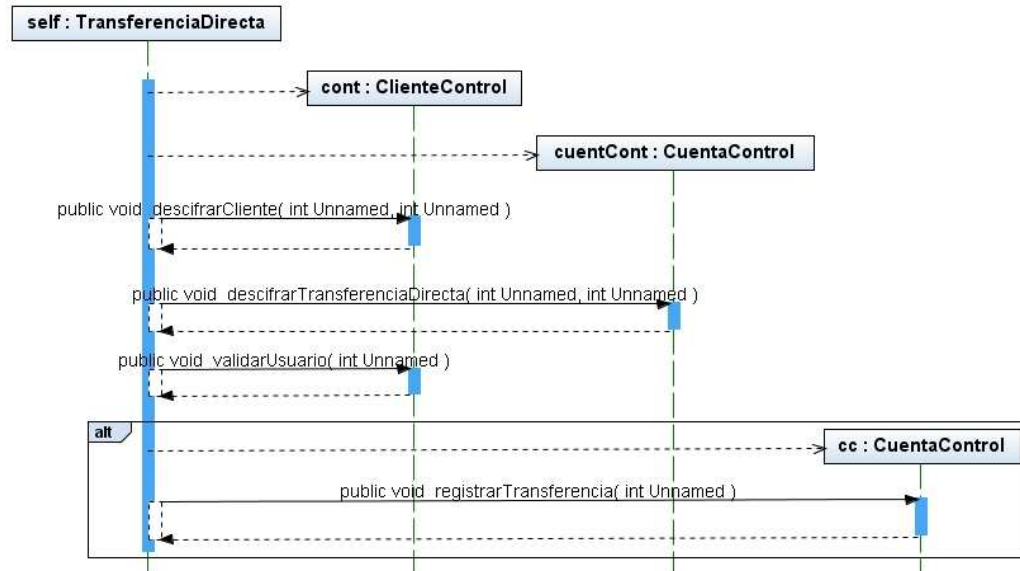 self : TransferenciaDirecta
cont : ClienteControl
cuentCont : CuentaControl
public void descifrarCliente( int Unnamed, int Unnamed )
public void descifrarTransferenciaDirecta( int Unnamed, int Unnamed )
public void validarUsuario( int Unnamed )
alt
cc : CuentaControl
public void registrarTransferencia( int Unnamed )